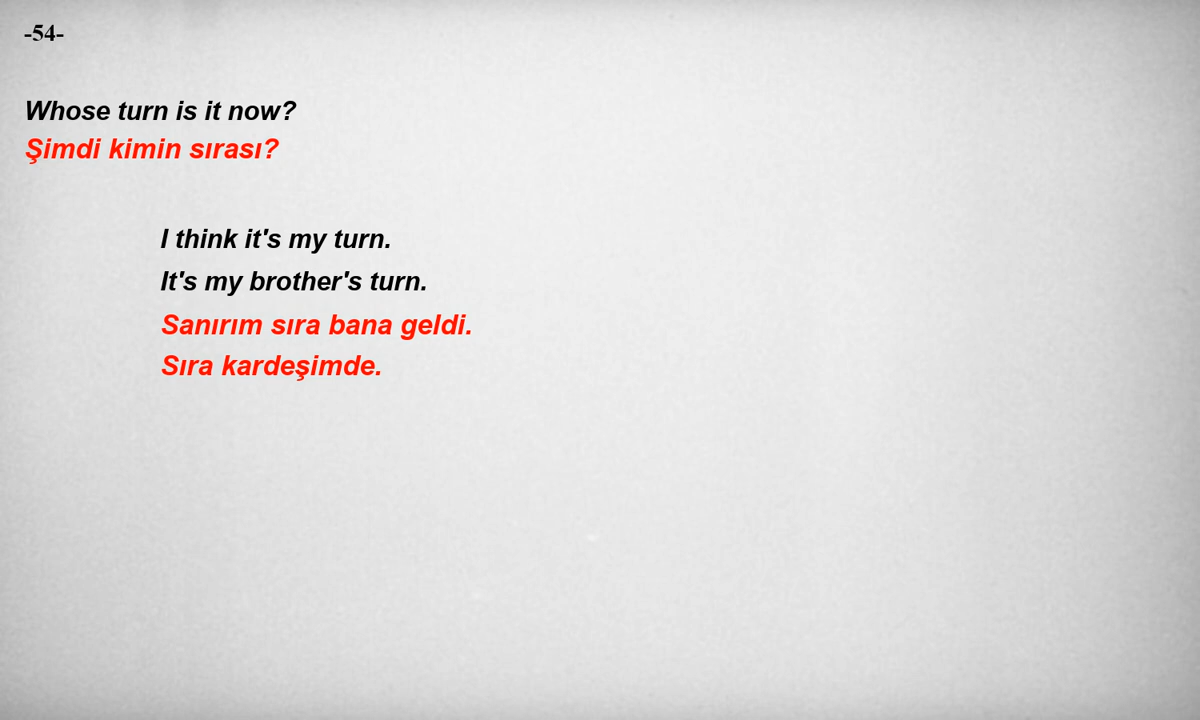 -54-
Whose turn is it now?
Şimdi kimin sırası?
I think it's my turn.
It's my brother's turn.
Sanırım sıra bana geldi.
Sıra kardeşimde.